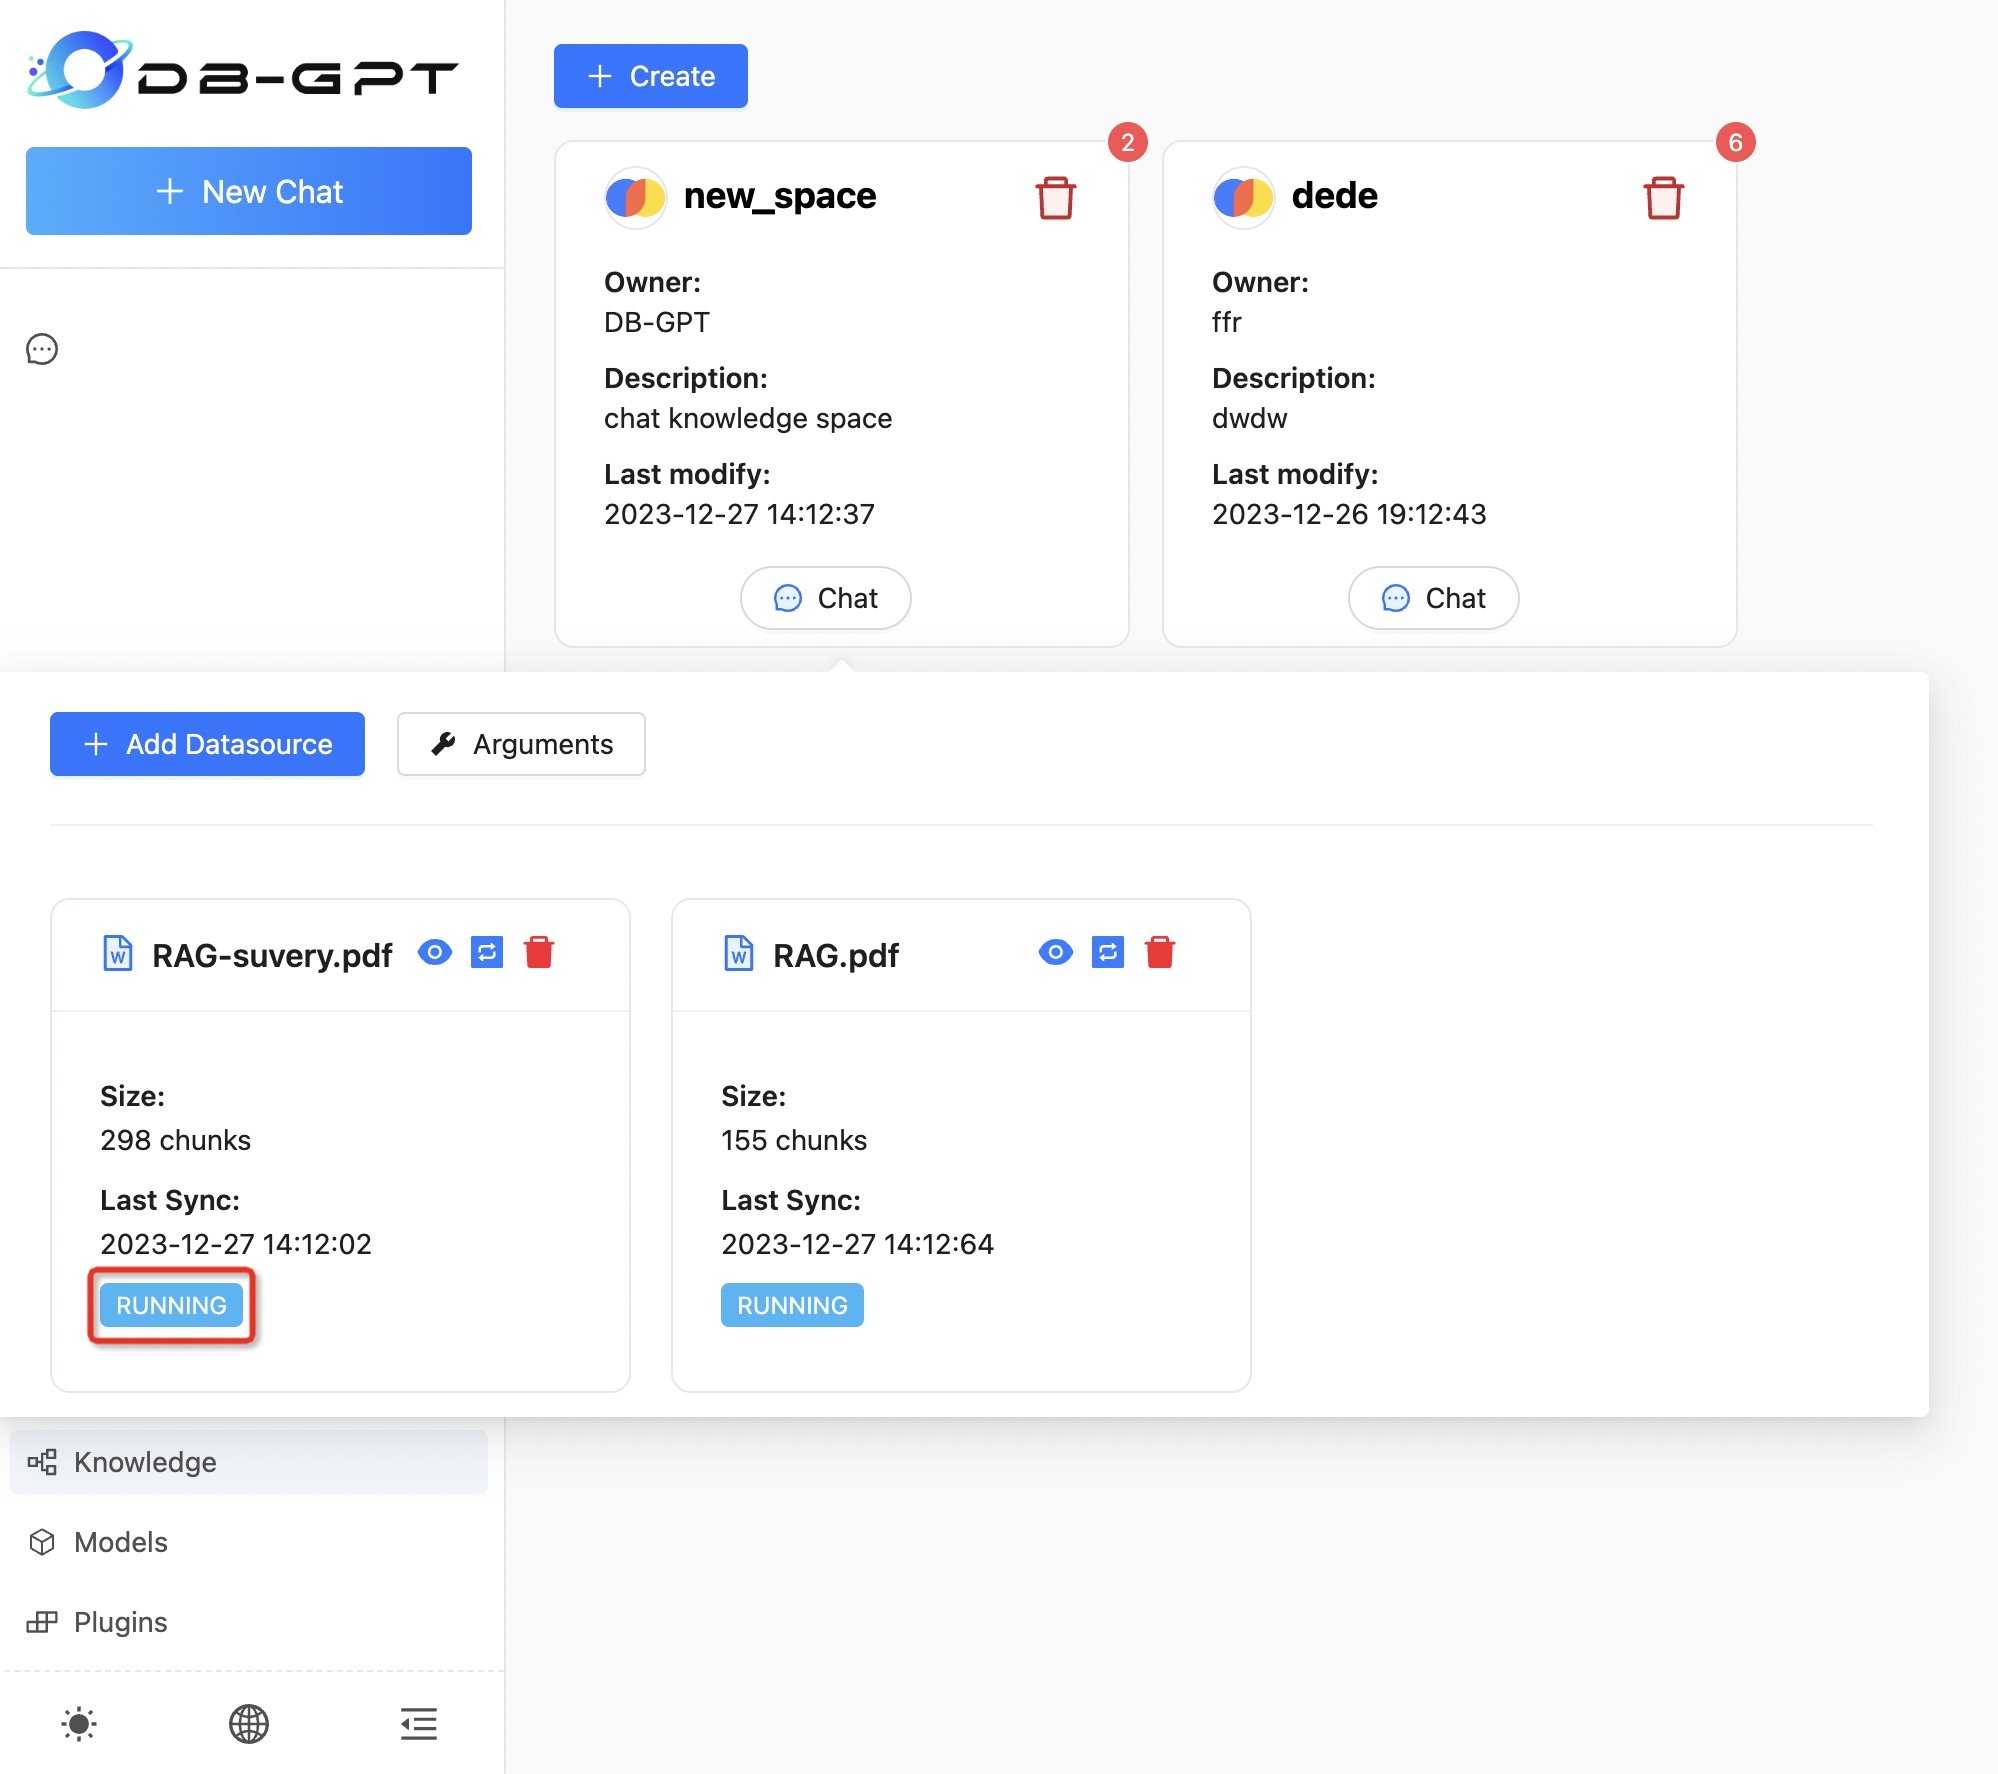 DB-GPT
+ New Chat
+ Create
2
new_space
Owner:
DB-GPT
Description:
chat knowledge space
Last modify:
2023-12-27 14:12:37
Chat
6
dede
Owner:
ffr
Description:
dwdw
Last modify:
2023-12-26 19:12:43
Chat
+ Add Datasource
Arguments
W RAG-suvery.pdf
Size:
298 chunks
Last Sync:
2023-12-27 14:12:02
RUNNING
W RAG.pdf
Size:
155 chunks
Last Sync:
2023-12-27 14:12:64
RUNNING
Knowledge
Models
Plugins